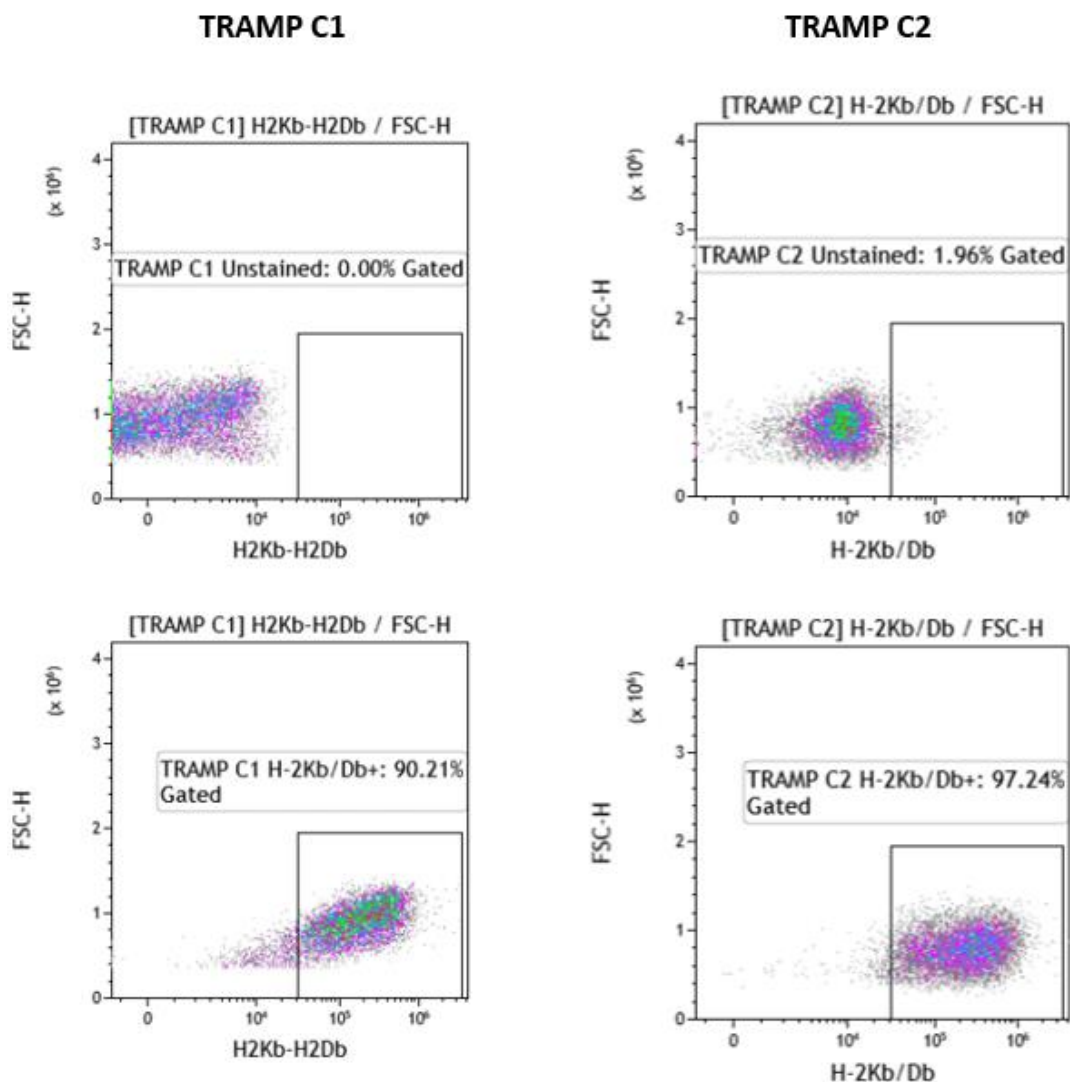 TRAMP C1
TRAMP C2
[TRAMP C1] H2Kb-H2Db / FSC-H
(x 10⁶)
FSC-H
4
3
2
1
0
TRAMP C1 Unstained: 0.00% Gated
0
10⁴
10⁵
10⁶
H2Kb-H2Db
[TRAMP C2] H-2Kb/Db / FSC-H
(x 10⁶)
FSC-H
4
3
2
1
0
TRAMP C2 Unstained: 1.96% Gated
0
10⁴
10⁵
10⁶
H-2Kb/Db
[TRAMP C1] H2Kb-H2Db / FSC-H
(x 10⁶)
FSC-H
4
3
2
1
0
TRAMP C1 H-2Kb/Db+: 90.21%
Gated
0
10⁴
10⁵
10⁶
H2Kb-H2Db
[TRAMP C2] H-2Kb/Db / FSC-H
(x 10⁶)
FSC-H
4
3
2
1
0
TRAMP C2 H-2Kb/Db+: 97.24%
Gated
0
10⁴
10⁵
10⁶
H-2Kb/Db